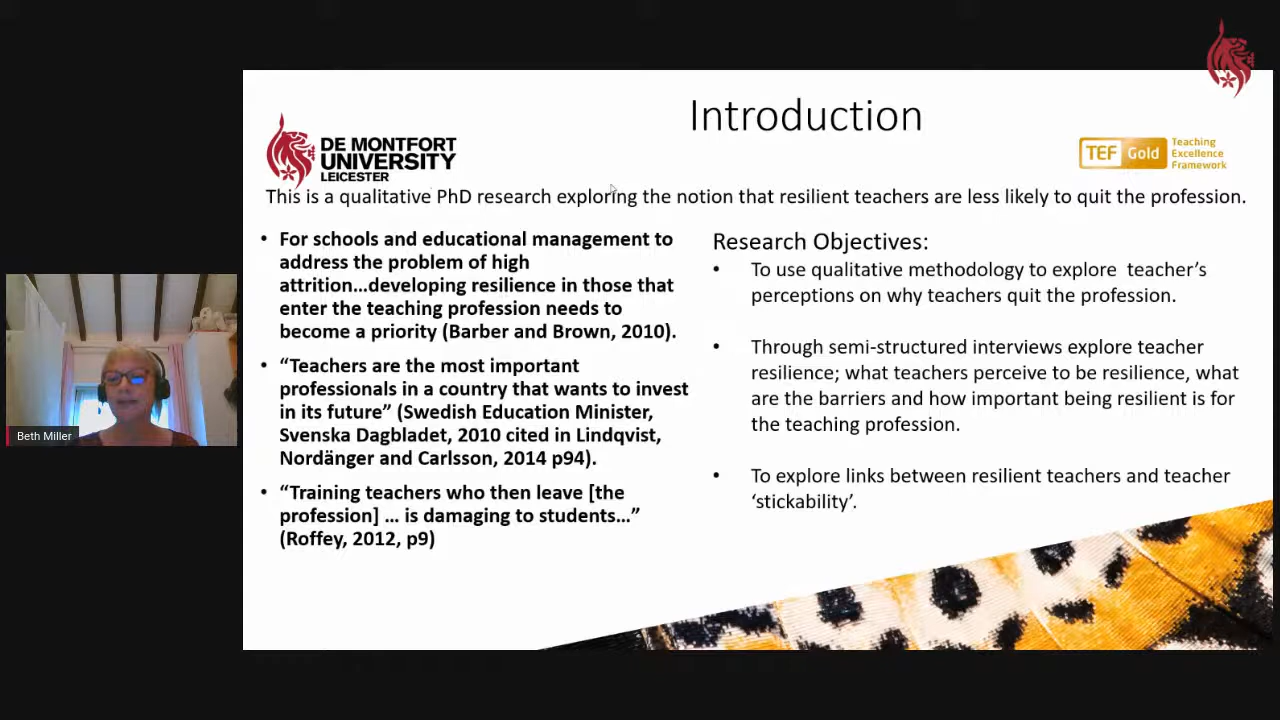 Introduction
DE MONTFORT
UNIVERSITY
LEICESTER
TEF Gold
Teaching
Excellence
Framework
This is a qualitative PhD research exploring the notion that resilient teachers are less likely to quit the profession.
• For schools and educational management to
address the problem of high
attrition…developing resilience in those that
enter the teaching profession needs to
become a priority (Barber and Brown, 2010).
• “Teachers are the most important
professionals in a country that wants to invest
in its future” (Swedish Education Minister,
Svenska Dagbladet, 2010 cited in Lindqvist,
Nordänger and Carlsson, 2014 p94).
• “Training teachers who then leave [the
profession] … is damaging to students…”
(Roffey, 2012, p9)
Research Objectives:
• To use qualitative methodology to explore  teacher’s
perceptions on why teachers quit the profession.
• Through semi-structured interviews explore teacher
resilience; what teachers perceive to be resilience, what
are the barriers and how important being resilient is for
the teaching profession.
• To explore links between resilient teachers and teacher
‘stickability’.
Beth Miller